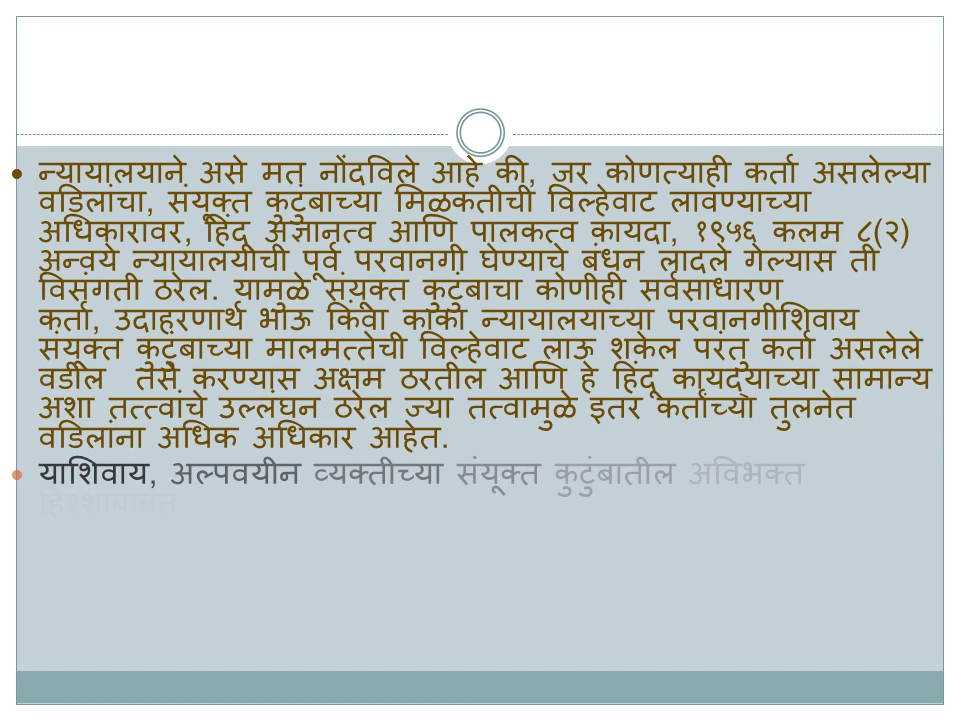 • न्यायालयाने असे मत नोंदविले आहे की, जर कोणत्याही कर्ता असलेल्या
वडिलांचा, संयूक्त कुटुंबाच्या मिळकतीची विल्हेवाट लावण्याच्या
अधिकारावर, हिंदू अज्ञानत्व आणि पालकत्व कायदा, १९५६ कलम ८(२)
अन्वये न्यायालयीची पूर्व परवानगी घेण्याचे बंधन लादले गेल्यास ती
विसंगती ठरेल. यामुळे संयूक्त कुटुंबाचा कोणीही सर्वसाधारण
कर्ता, उदाहरणार्थ भाऊ किंवा काका न्यायालयाच्या परवानगीशिवाय
संयूक्त कुटुंबाच्या मालमत्तेची विल्हेवाट लाऊ शकेल परंतु कर्ता असलेले
वडील तेसे करण्यास अक्षम ठरतील आणि हे हिंदू कायद्याच्या सामान्य
अशा तत्त्वाचे उल्लंघन ठरेल ज्या तत्वामुळे इतर कर्तांच्या तुलनेत
वडिलांना अधिक अधिकार आहेत.
• याशिवाय, अल्पवयीन व्यक्तीच्या संयूक्त कुटुंबातील अविभक्त
हिश्शाबाबत